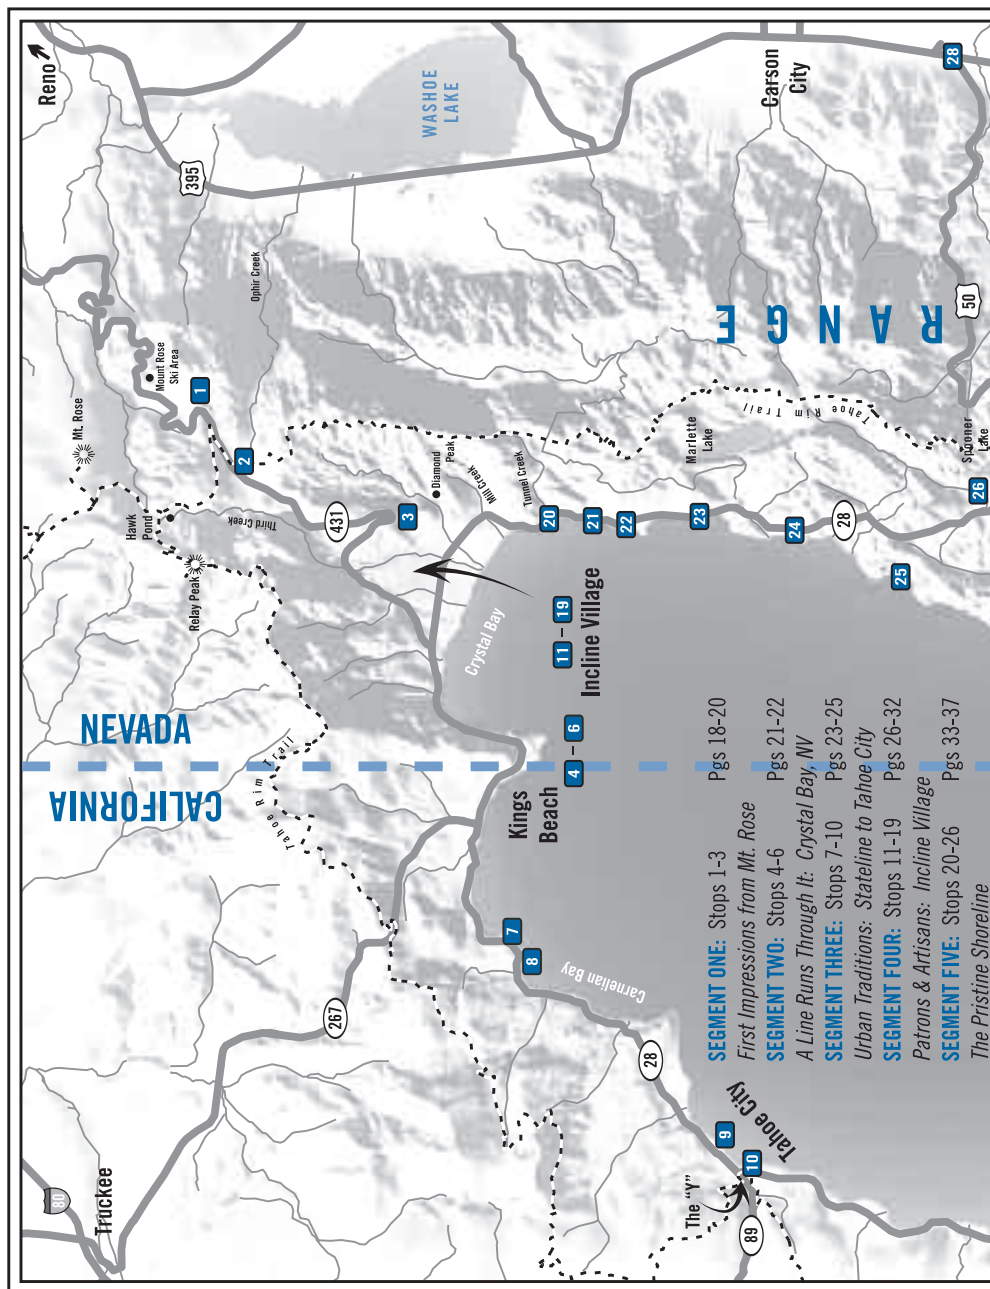 Reno
395
WASHOE
LAKE
Carson
City
28
Ophir Creek
Mount Rose
Ski Area
1
Mt. Rose
2
Hawk
Pond
Third Creek
431
Relay Peak
3
Diamond
Peak
Mill Creek
Tunnel Creek
20
21
22
23
24
28
25
26
Marlette
Lake
Tahoe Rim Trail
Spooner
Lake
50
RANGE
NEVADA
CALIFORNIA
Tahoe Rim Trail
Crystal Bay
11 – 19
Incline Village
4 – 6
Kings
Beach
7
8
Carnelian Bay
267
28
80
Truckee
9
Tahoe City
10
The "Y"
89
SEGMENT ONE: Stops 1-3 Pgs 18-20
First Impressions from Mt. Rose
SEGMENT TWO: Stops 4-6 Pgs 21-22
A Line Runs Through It: Crystal Bay, NV
SEGMENT THREE: Stops 7-10 Pgs 23-25
Urban Traditions: Stateline to Tahoe City
SEGMENT FOUR: Stops 11-19 Pgs 26-32
Patrons & Artisans: Incline Village
SEGMENT FIVE: Stops 20-26 Pgs 33-37
The Pristine Shoreline